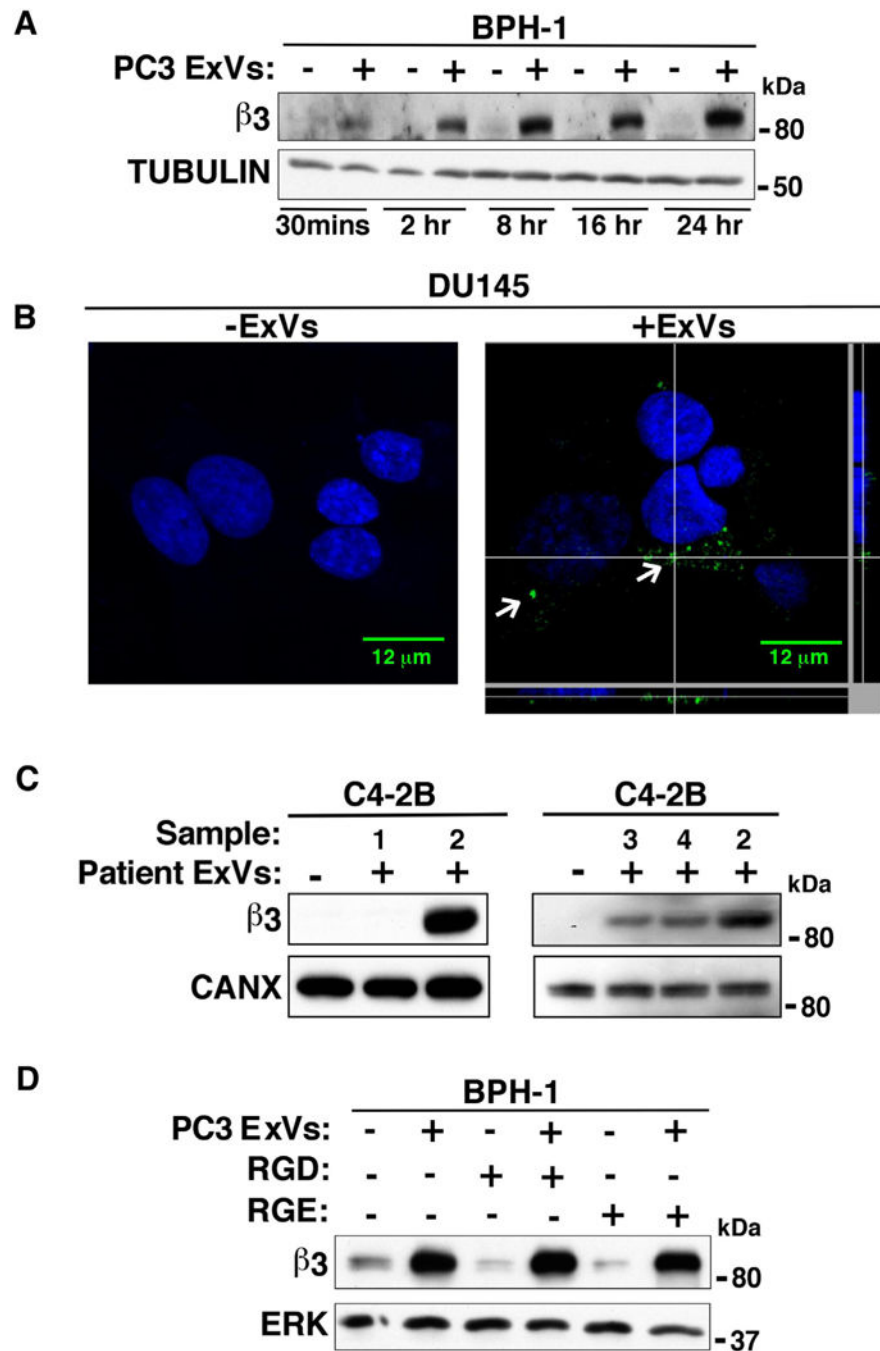 A
BPH-1
PC3 ExVs: - + - + - + - + - +
kDa
β3
-80
TUBULIN
-50
30mins 2 hr 8 hr 16 hr 24 hr
DU145
B
-ExVs +ExVs
12 μm 12 μm
C
C4-2B C4-2B
Sample: 1 2 3 4 2
Patient ExVs: - + + - + + +
kDa
β3
-80
CANX
-80
D
BPH-1
PC3 ExVs: - + - + - +
RGD: - - + + - -
RGE: - - - - + +
kDa
β3
-80
ERK
-37